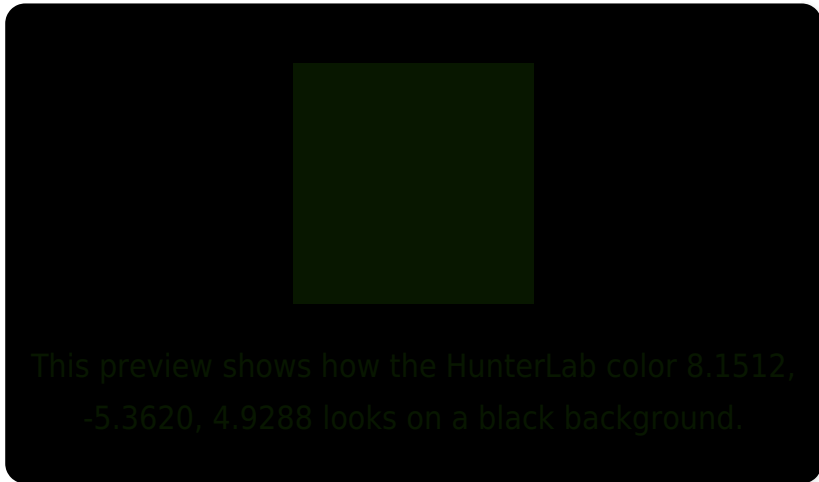 This preview shows how the HunterLab color 8.1512,
-5.3620, 4.9288 looks on a black background.